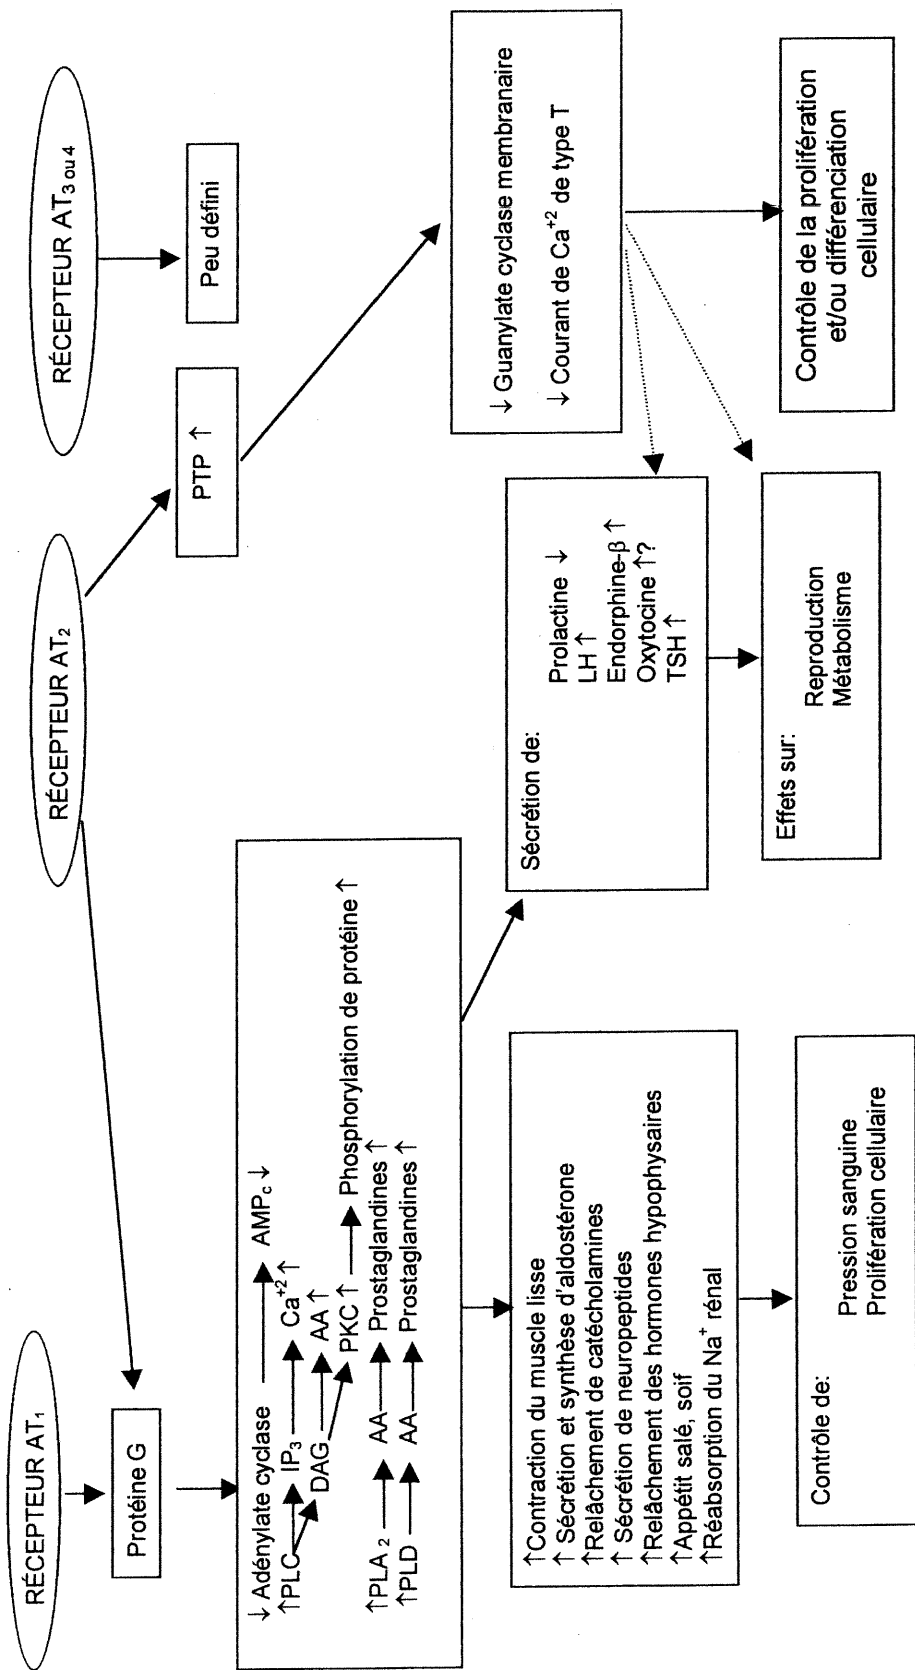 RÉCEPTEUR AT1
RÉCEPTEUR AT2
RÉCEPTEUR AT3 ou 4
Protéine G
PTP ↑
Peu défini
↓ Adénylate cyclase → AMPc ↓
↑PLC → IP3 → Ca+2 ↑
DAG → AA ↑
PKC ↑ → Phosphorylation de protéine ↑
↑PLA2 → AA → Prostaglandines ↑
↑PLD → AA → Prostaglandines ↑
↓ Guanylate cyclase membranaire
↓ Courant de Ca+2 de type T
↑Contraction du muscle lisse
↑ Sécrétion et synthèse d'aldostérone
↑Relâchement de catécholamines
↑ Sécrétion de neuropeptides
↑Relâchement des hormones hypophysaires
↑Appétit salé, soif
↑Réabsorption du Na+ rénal
Sécrétion de:
Prolactine ↓
LH ↑
Endorphine-β ↑
Oxytocine ↑?
TSH ↑
Contrôle de:
Pression sanguine
Prolifération cellulaire
Effets sur:
Reproduction
Métabolisme
Contrôle de la prolifération
et/ou différenciation
cellulaire